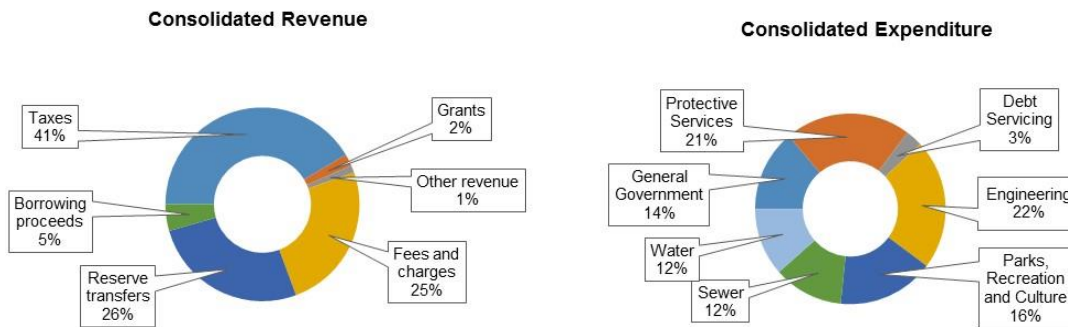 Consolidated Revenue
Taxes
41%
Grants
2%
Other revenue
1%
Borrowing
proceeds
5%
Fees and
charges
25%
Reserve
transfers
26%
Consolidated Expenditure
Protective
Services
21%
Debt
Servicing
3%
General
Government
14%
Engineering
22%
Water
12%
Sewer
12%
Parks,
Recreation
and Culture
16%